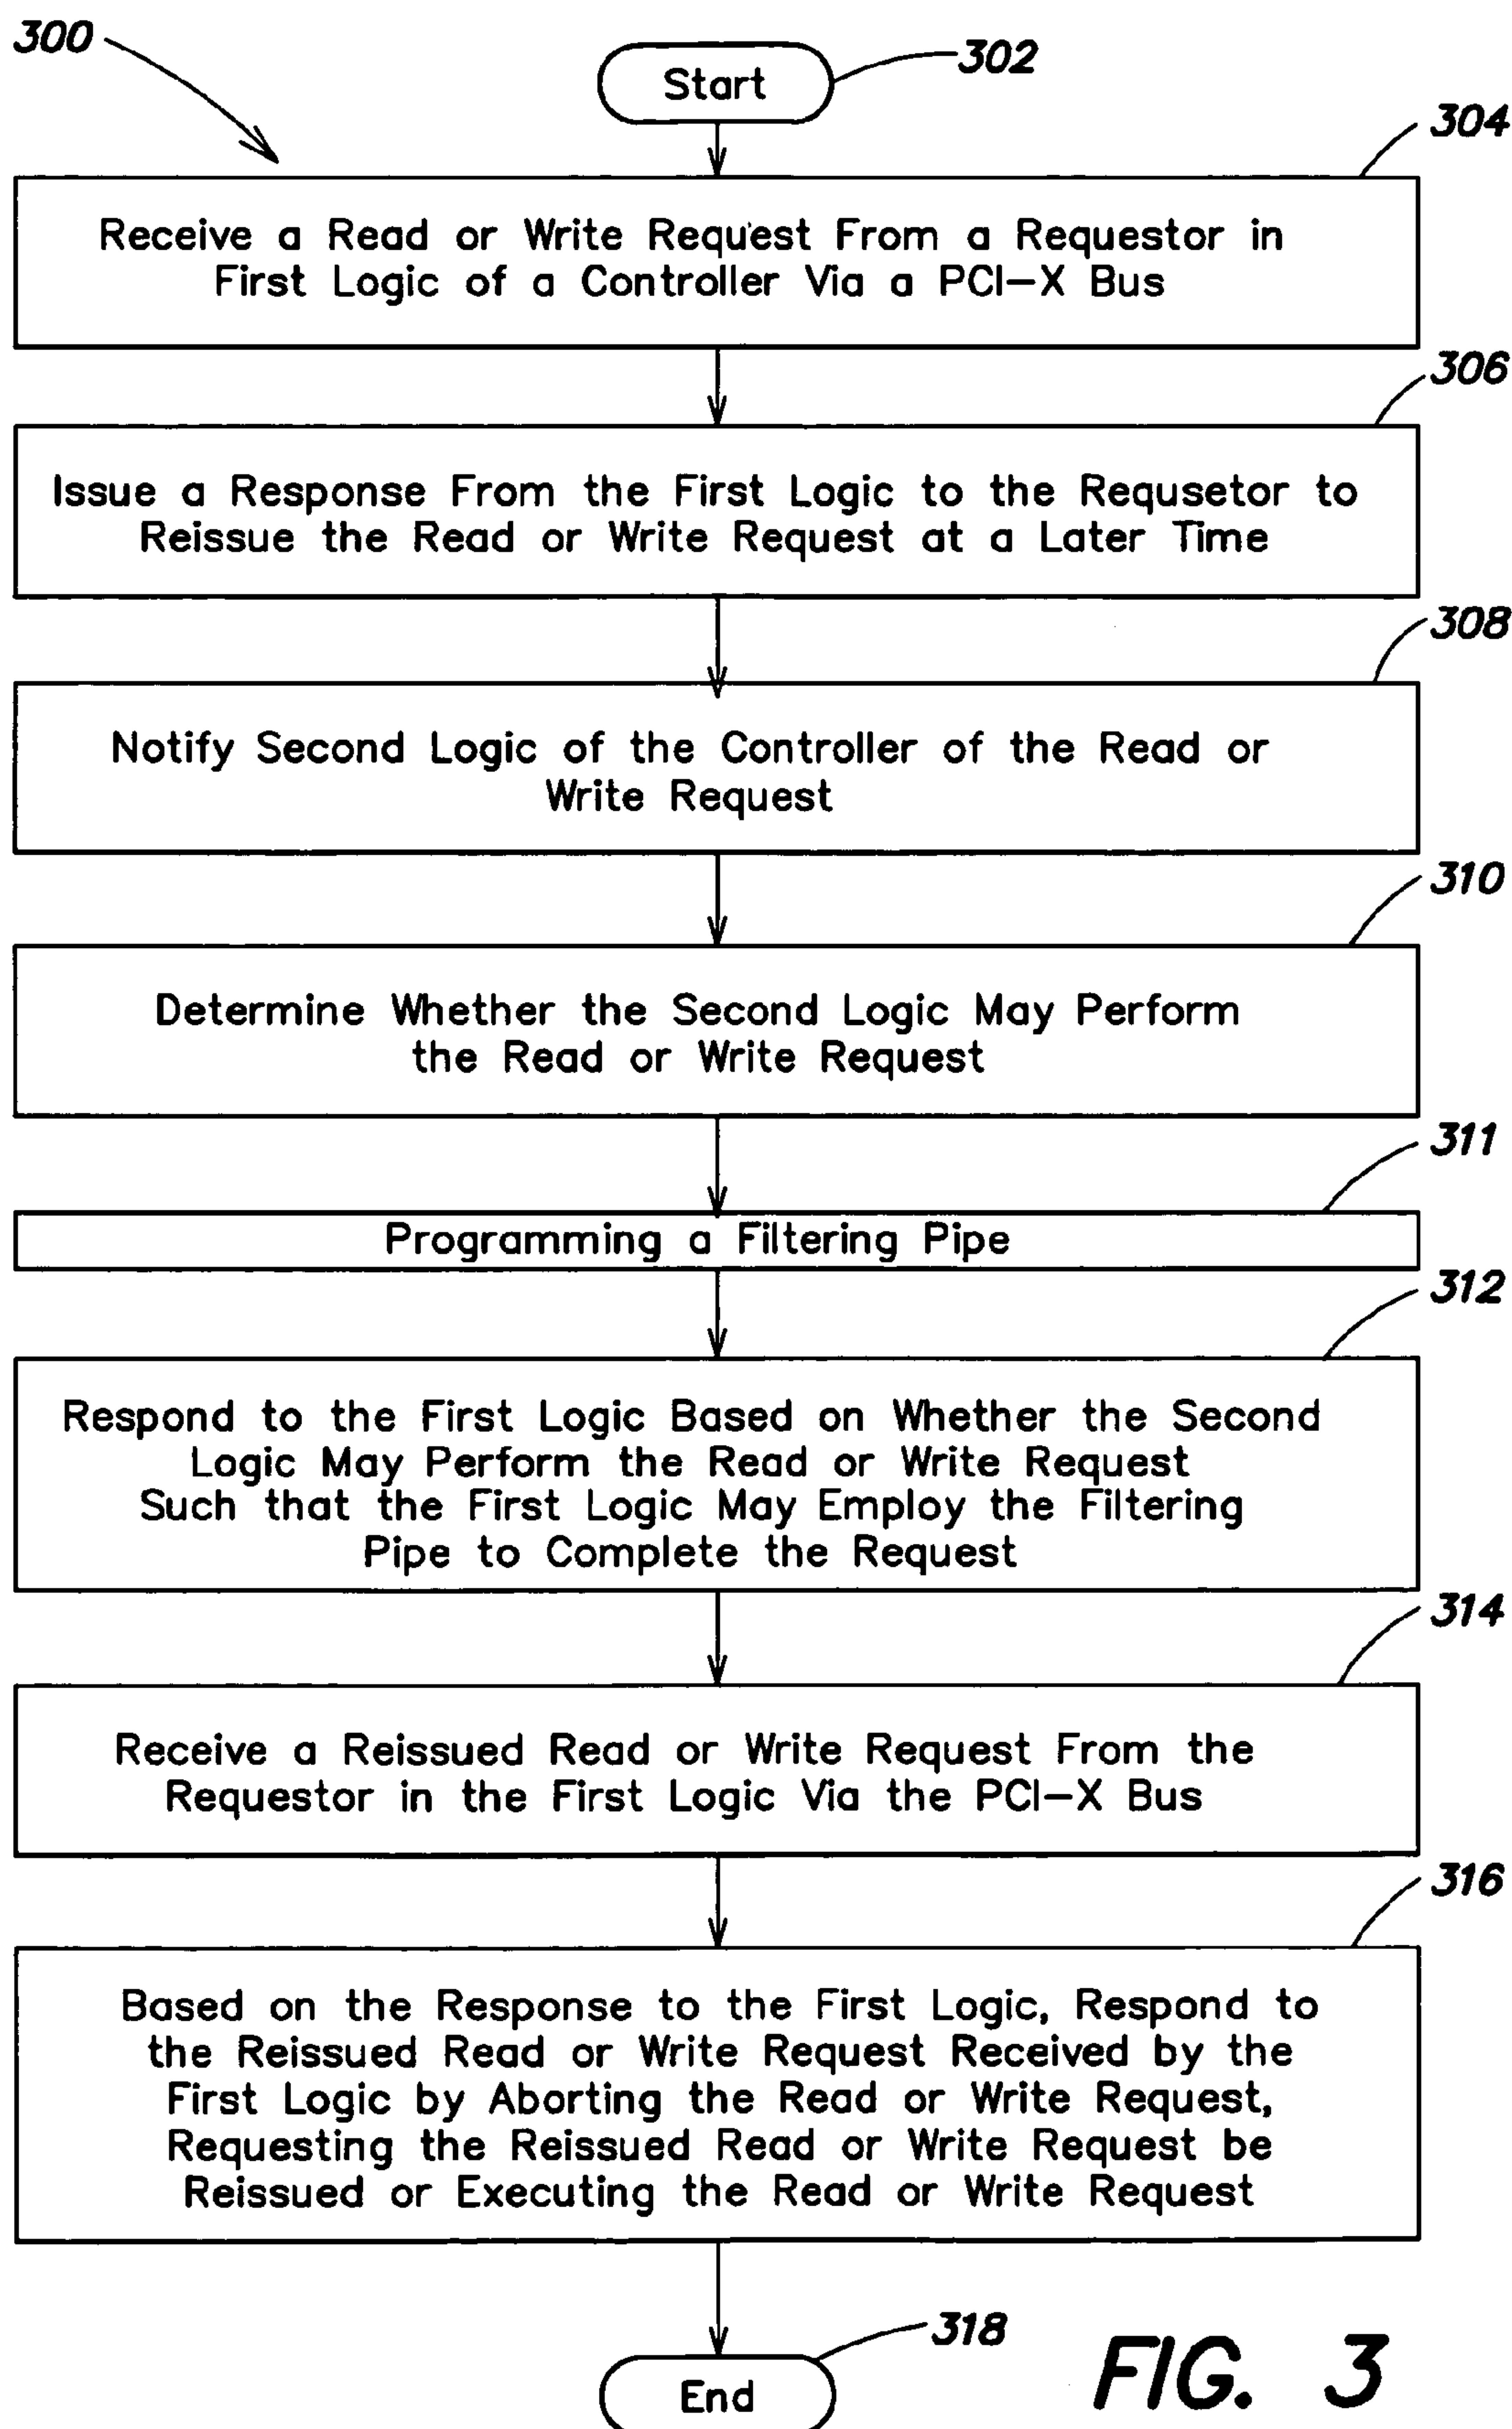 300
Start
302
304
Receive a Read or Write Request From a Requestor in
First Logic of a Controller Via a PCI-X Bus
306
Issue a Response From the First Logic to the Requsetor to
Reissue the Read or Write Request at a Later Time
308
Notify Second Logic of the Controller of the Read or
Write Request
310
Determine Whether the Second Logic May Perform
the Read or Write Request
311
Programming a Filtering Pipe
312
Respond to the First Logic Based on Whether the Second
Logic May Perform the Read or Write Request
Such that the First Logic May Employ the Filtering
Pipe to Complete the Request
314
Receive a Reissued Read or Write Request From the
Requestor in the First Logic Via the PCI-X Bus
316
Based on the Response to the First Logic, Respond to
the Reissued Read or Write Request Received by the
First Logic by Aborting the Read or Write Request,
Requesting the Reissued Read or Write Request be
Reissued or Executing the Read or Write Request
318
End
FIG. 3